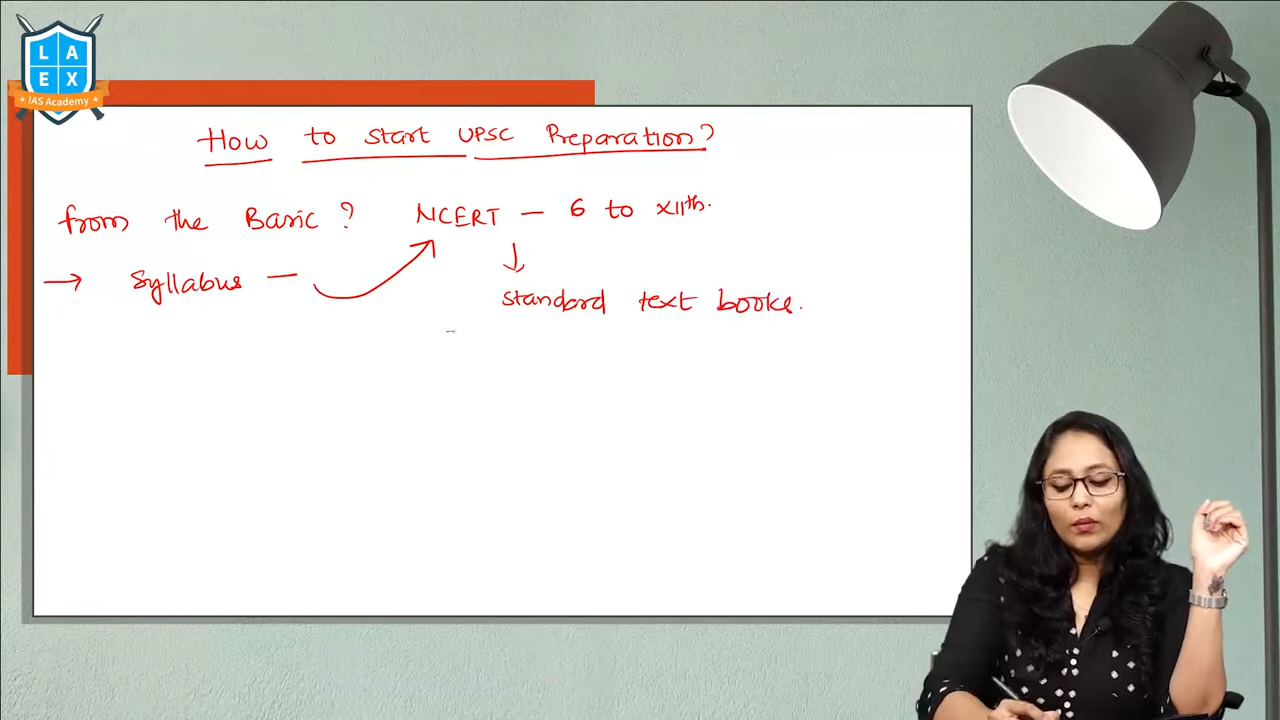 L A
E X
IAS Academy
How to start UPSC Preparation?
from the Basic? NCERT — 6 to XIIth.
→ Syllabus —
↓
standard text books.